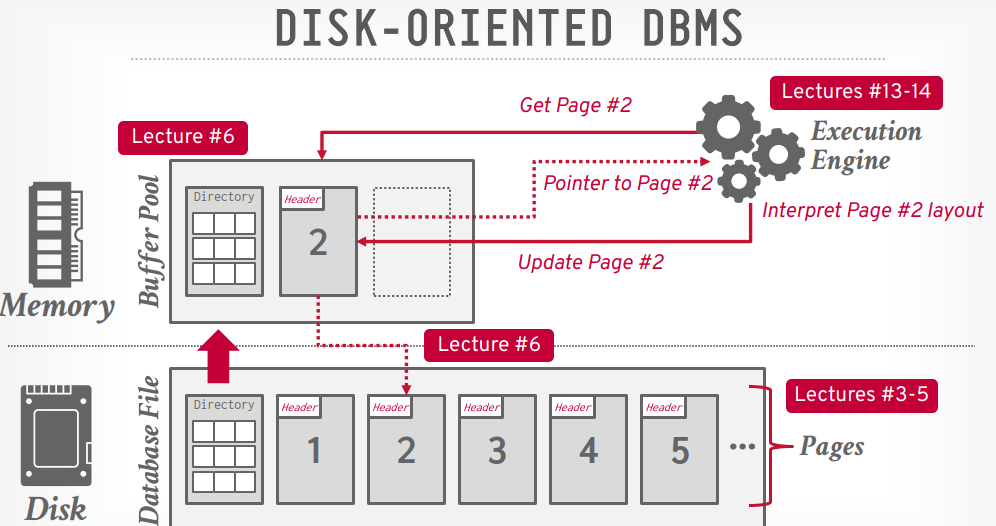 DISK-ORIENTED DBMS
Lectures #13-14
Get Page #2
Lecture #6
Execution
Engine
Directory
Header
2
Pointer to Page #2
Interpret Page #2 layout
Update Page #2
Buffer Pool
Memory
Lecture #6
Directory
Header
1
Header
2
Header
3
Header
4
Header
5
...
Lectures #3-5
Pages
Database File
Disk